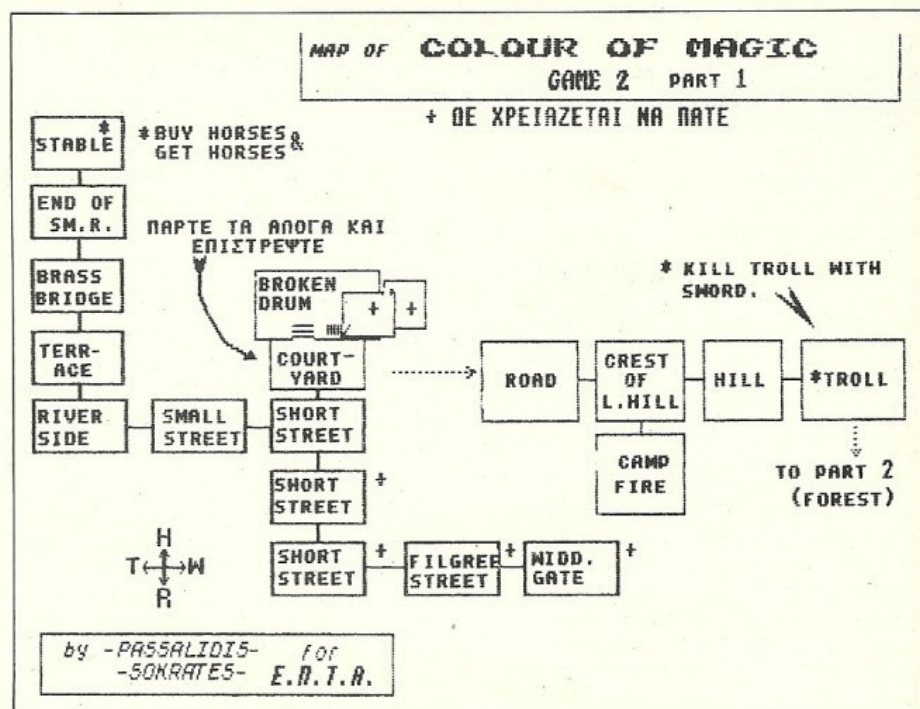 MAP OF COLOUR OF MAGIC
GAME 2 PART 1
+ ΔΕ ΧΡΕΙΑΖΕΤΑΙ ΝΑ ΠΑΤΕ
*
STABLE
*BUY HORSES &
GET HORSES
END OF
SM.R.
ΠΑΡΤΕ ΤΑ ΑΛΟΓΑ ΚΑΙ
ΕΠΙΣΤΡΕΨΤΕ
BRASS
BRIDGE
BROKEN
DRUM
+ +
* KILL TROLL WITH
SWORD.
TERR-
ACE
COURT-
YARD
ROAD
CREST
OF
L.HILL
HILL
*TROLL
RIVER
SIDE
SMALL
STREET
SHORT
STREET
CAMP
FIRE
TO PART 2
(FOREST)
SHORT
STREET
+
SHORT
STREET
+
FILGREE
STREET
+
WIDD.
GATE
+
H
T W
R
by -PASSALIDIS-
-SOKRATES-
for
E.Π.Τ.Α.